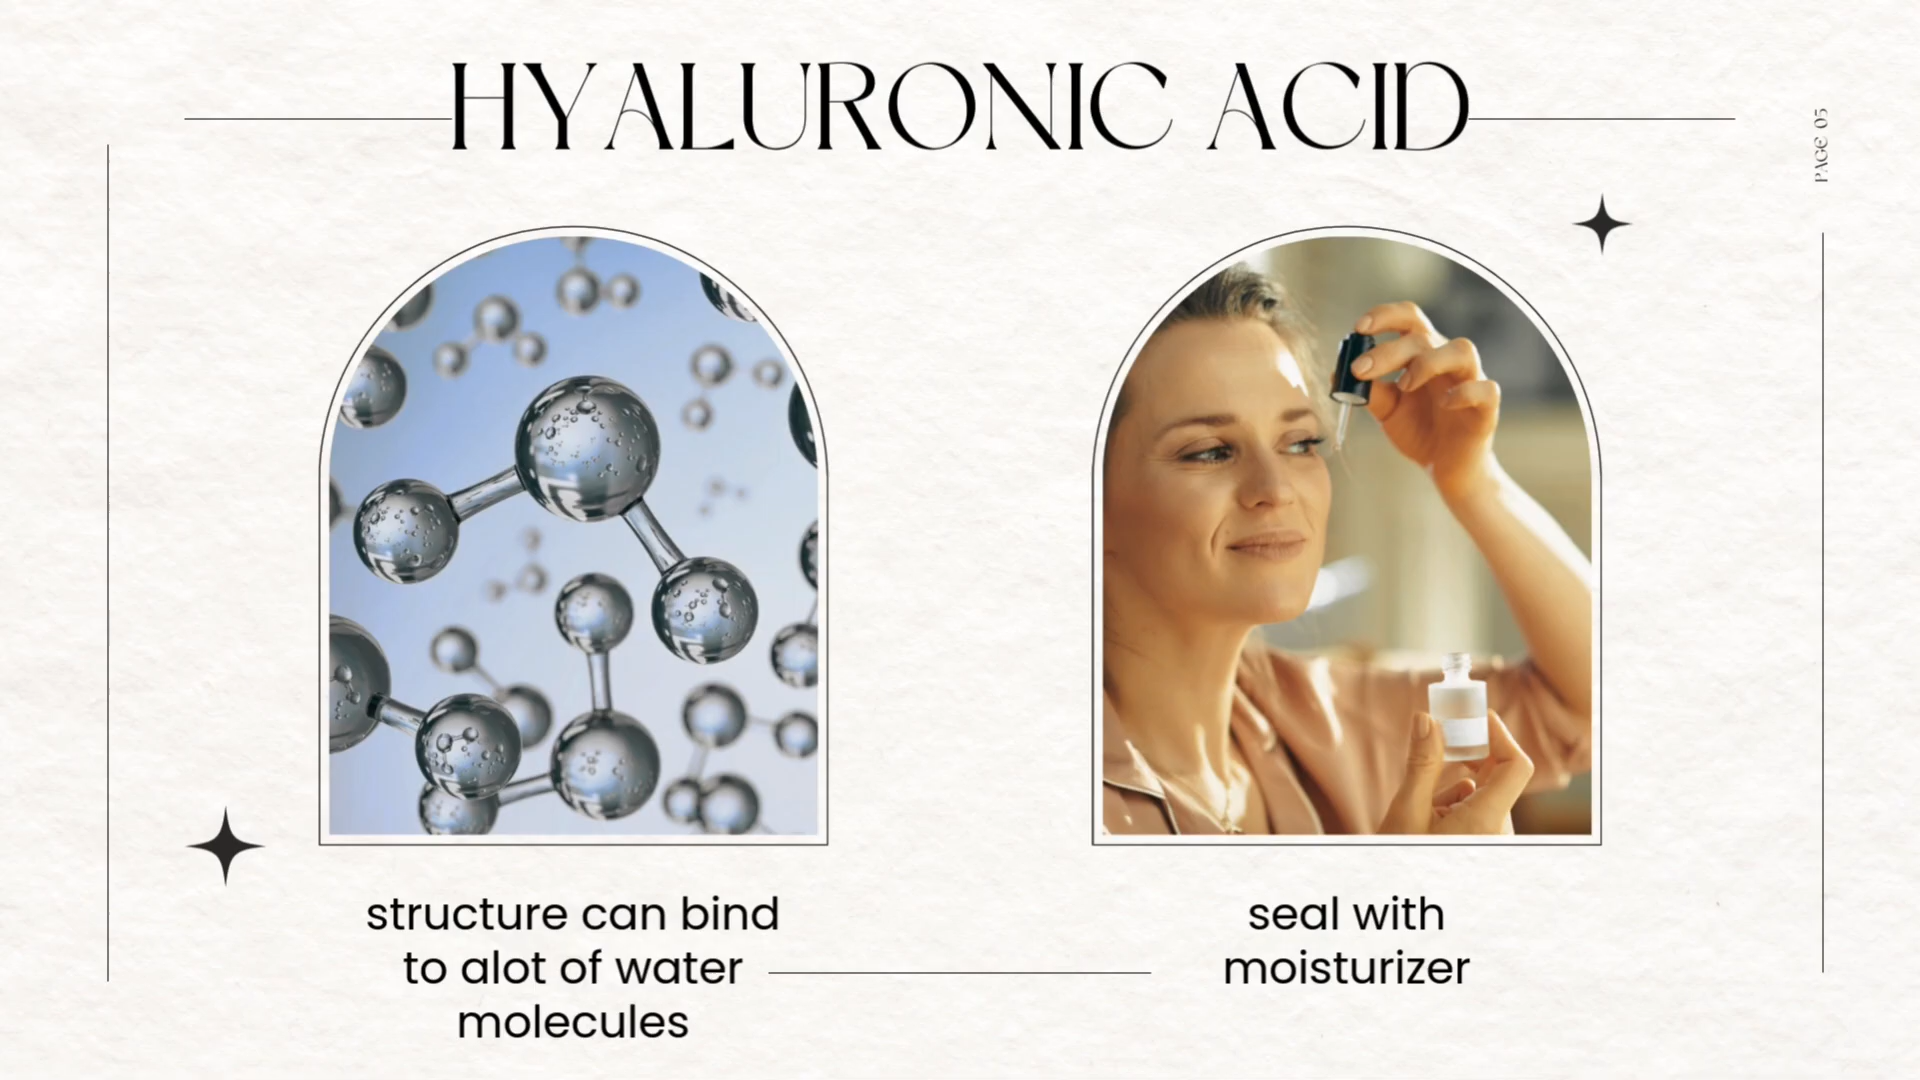 HYALURONIC ACID
PAGE 05
structure can bind
to alot of water
molecules
seal with
moisturizer